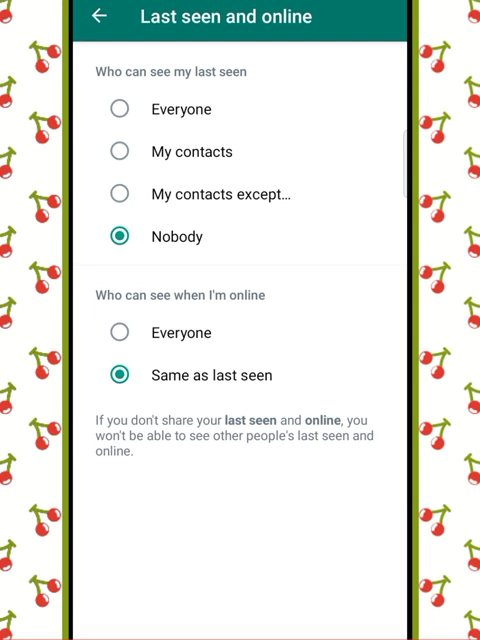 Last seen and online
Who can see my last seen
Everyone
My contacts
My contacts except...
Nobody
Who can see when I'm online
Everyone
Same as last seen
If you don't share your last seen and online, you
won't be able to see other people's last seen and
online.